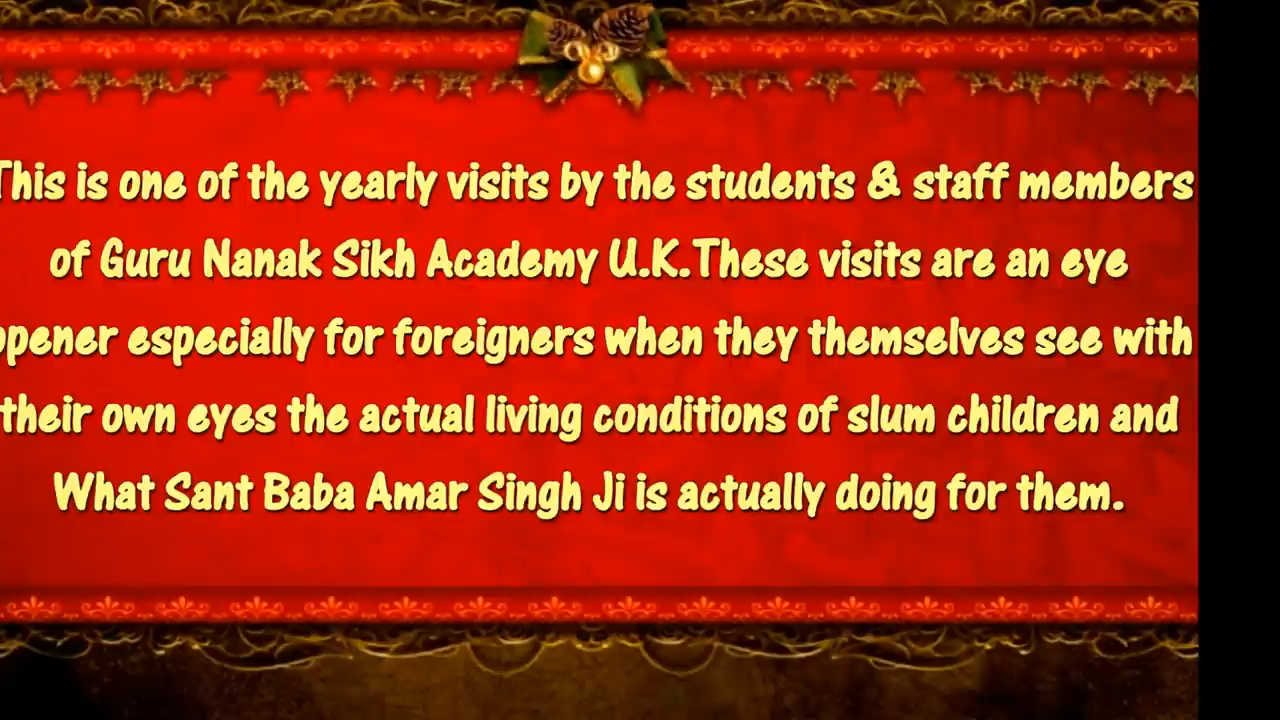 This is one of the yearly visits by the students & staff members
of Guru Nanak Sikh Academy U.K.These visits are an eye
opener especially for foreigners when they themselves see with
their own eyes the actual living conditions of slum children and
What Sant Baba Amar Singh Ji is actually doing for them.